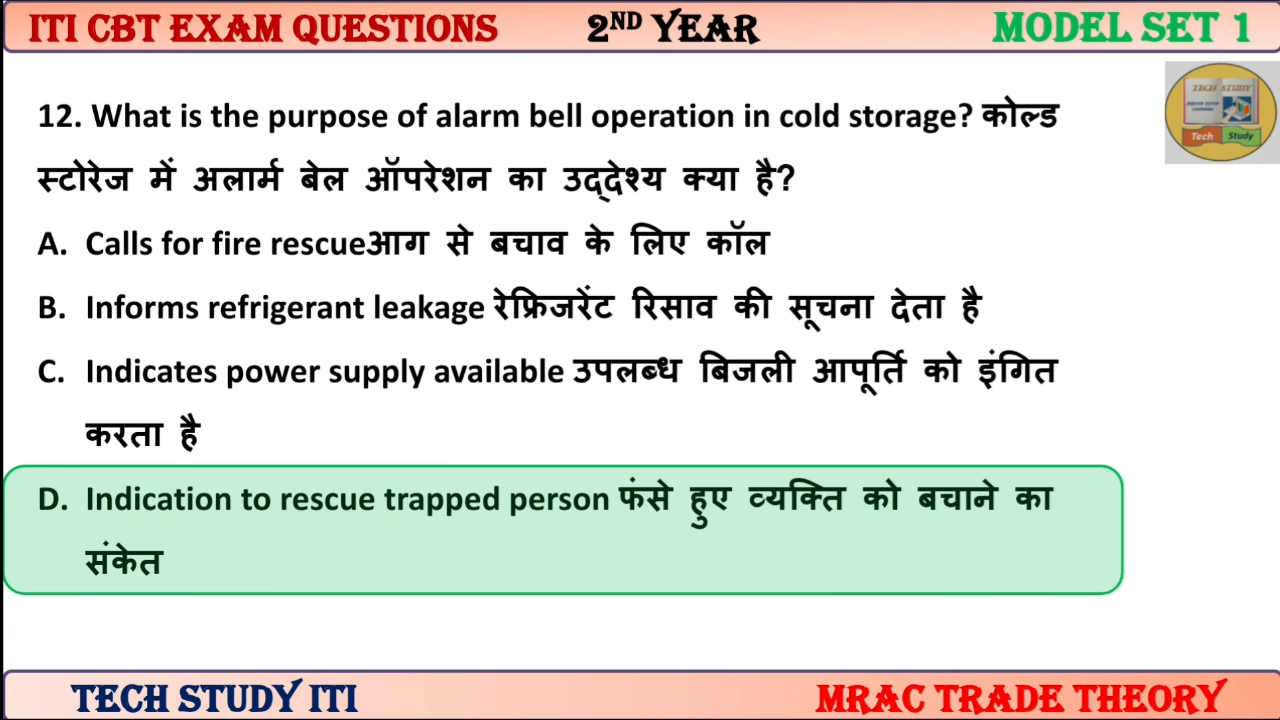 ITI CBT EXAM QUESTIONS 2ND YEAR MODEL SET 1
TECH STUDY
Tech Study
12. What is the purpose of alarm bell operation in cold storage? कोल्ड
स्टोरेज में अलार्म बेल ऑपरेशन का उद्देश्य क्या है?
A. Calls for fire rescueआग से बचाव के लिए कॉल
B. Informs refrigerant leakage रेफ्रिजरेंट रिसाव की सूचना देता है
C. Indicates power supply available उपलब्ध बिजली आपूर्ति को इंगित
करता है
D. Indication to rescue trapped person फंसे हुए व्यक्ति को बचाने का
संकेत
TECH STUDY ITI MRAC TRADE THEORY